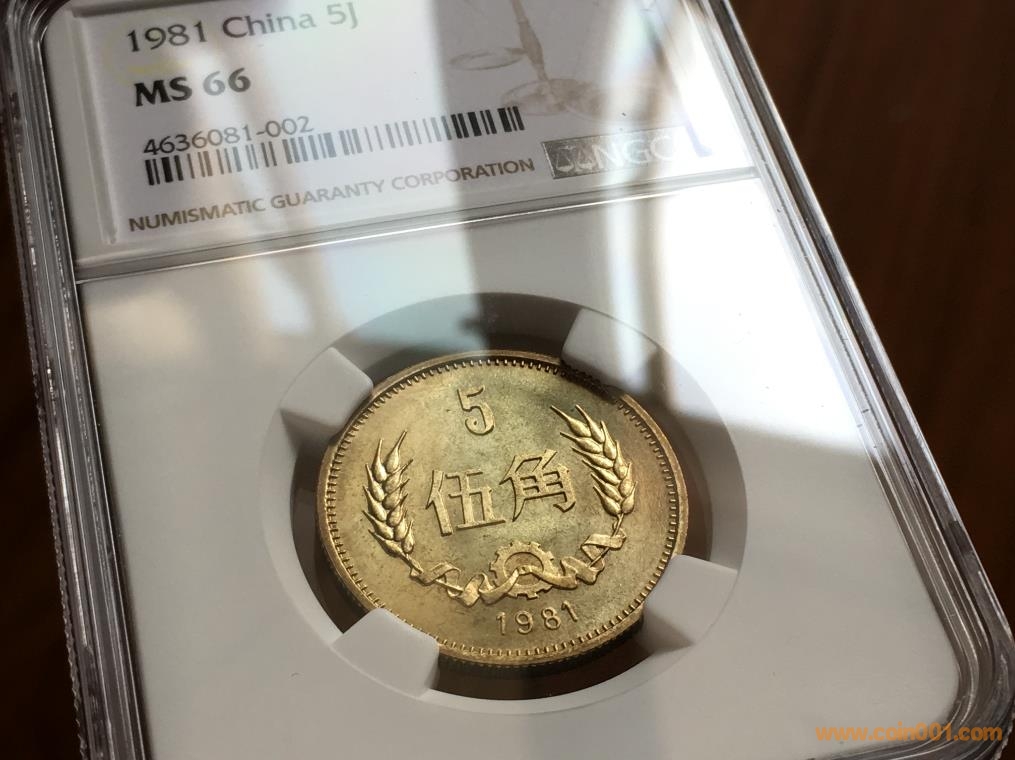 1981 China 5J
MS 66
4636081-002
NUMISMATIC GUARANTY CORPORATION
NGC
5
伍角
1981
www.coin001.com